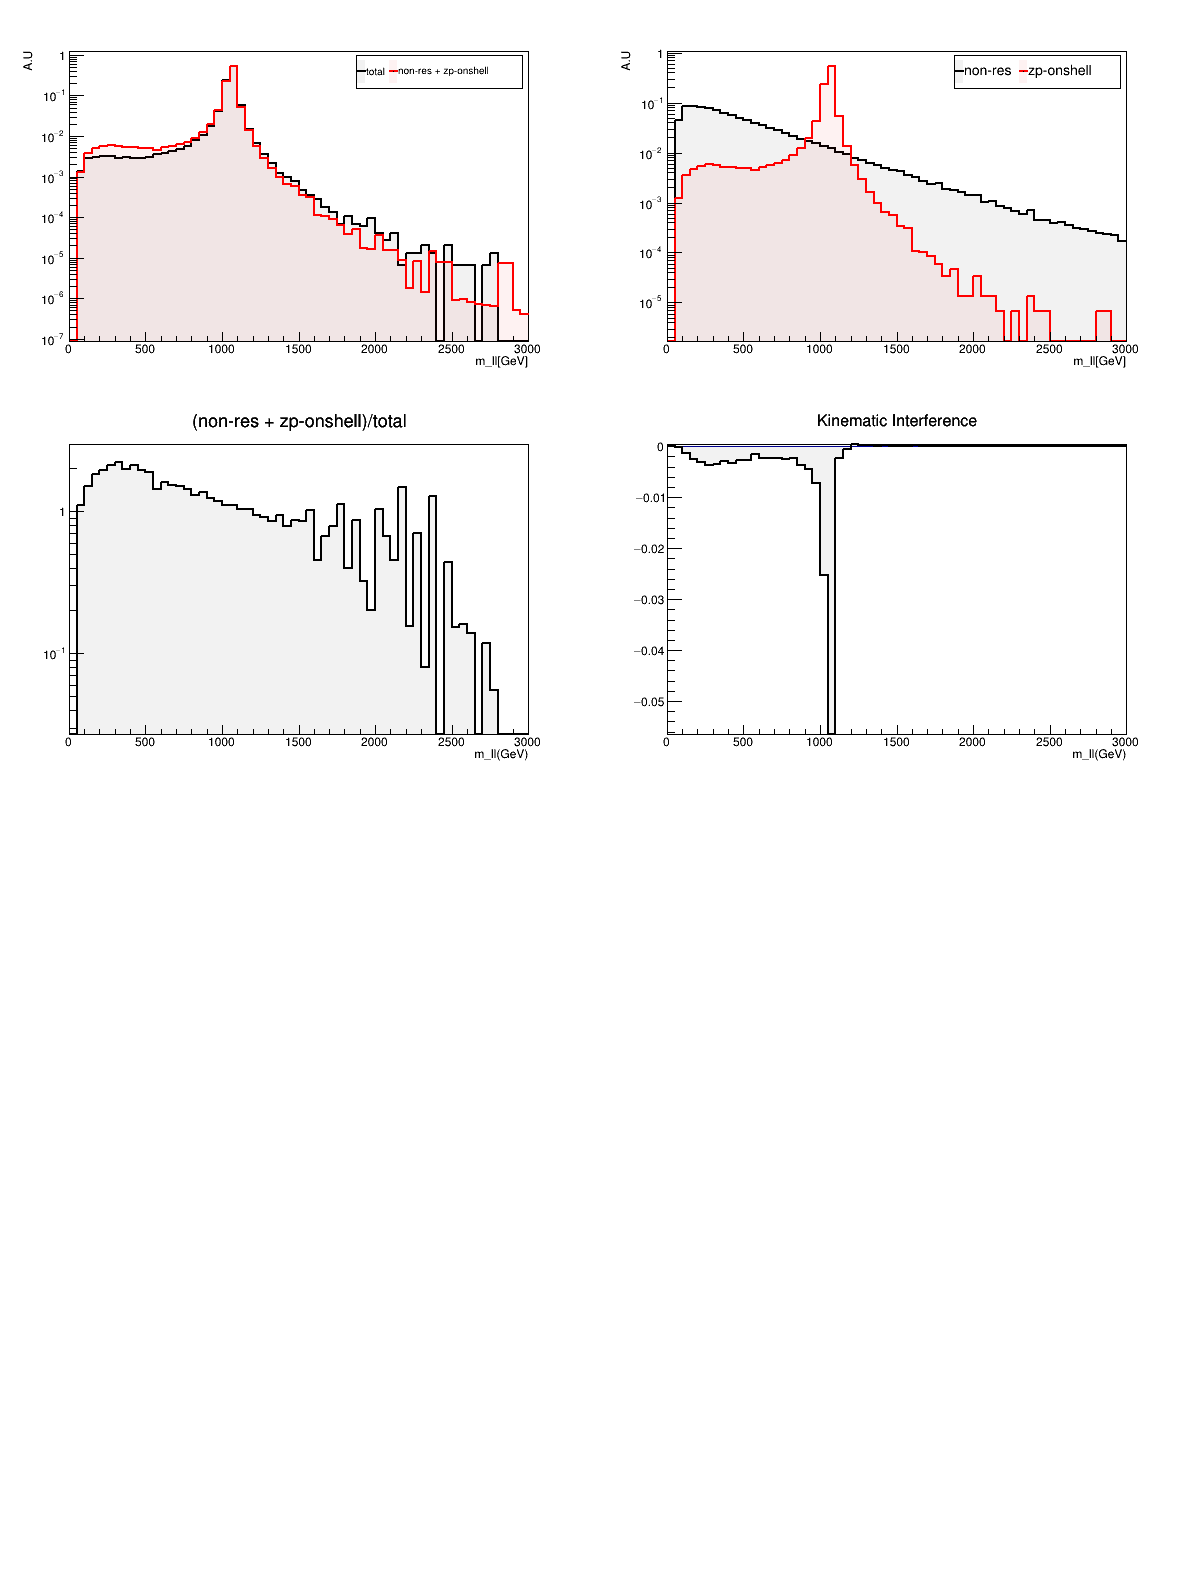 A.U
total non-res + zp-onshell
1
10−1
10−2
10−3
10−4
10−5
10−6
10−7
0 500 1000 1500 2000 2500 3000
m_ll[GeV]
A.U
non-res zp-onshell
1
10−1
10−2
10−3
10−4
10−5
0 500 1000 1500 2000 2500 3000
m_ll[GeV]
(non-res + zp-onshell)/total
1
10−1
0 500 1000 1500 2000 2500 3000
m_ll(GeV)
Kinematic Interference
0
−0.01
−0.02
−0.03
−0.04
−0.05
0 500 1000 1500 2000 2500 3000
m_ll(GeV)